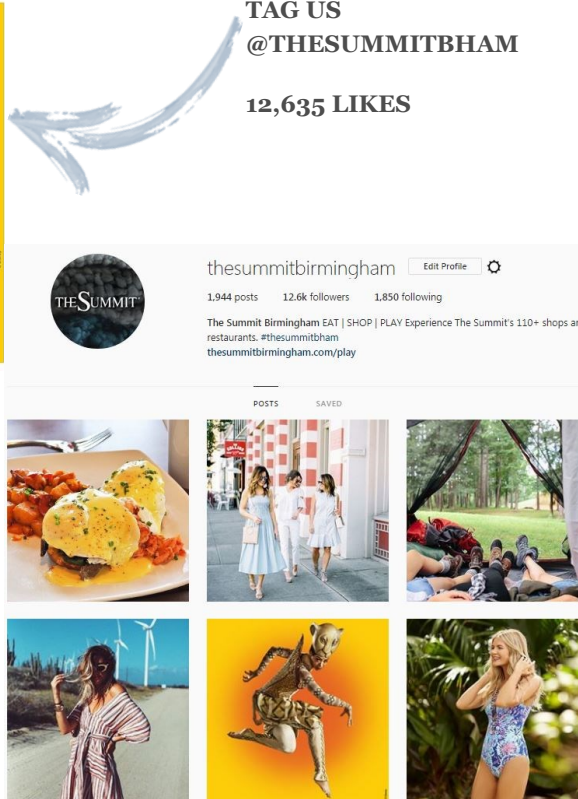 TAG US
@THESUMMITBHAM
12,635 LIKES
thesummitbirmingham Edit Profile
THE SUMMIT
1,944 posts 12.6k followers 1,850 following
The Summit Birmingham EAT | SHOP | PLAY Experience The Summit's 110+ shops
restaurants. #thesummitbham
thesummitbirmingham.com/play
POSTS SAVED